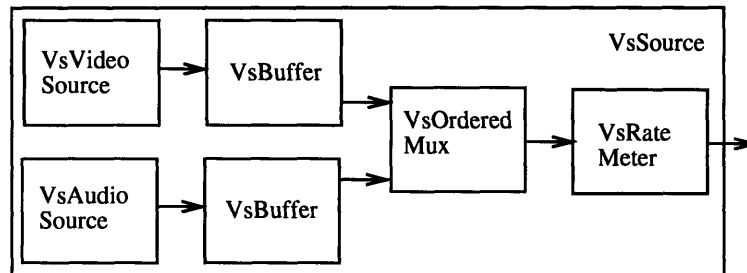 VsSource
VsVideo
Source
VsBuffer
VsOrdered
Mux
VsRate
Meter
VsAudio
Source
VsBuffer